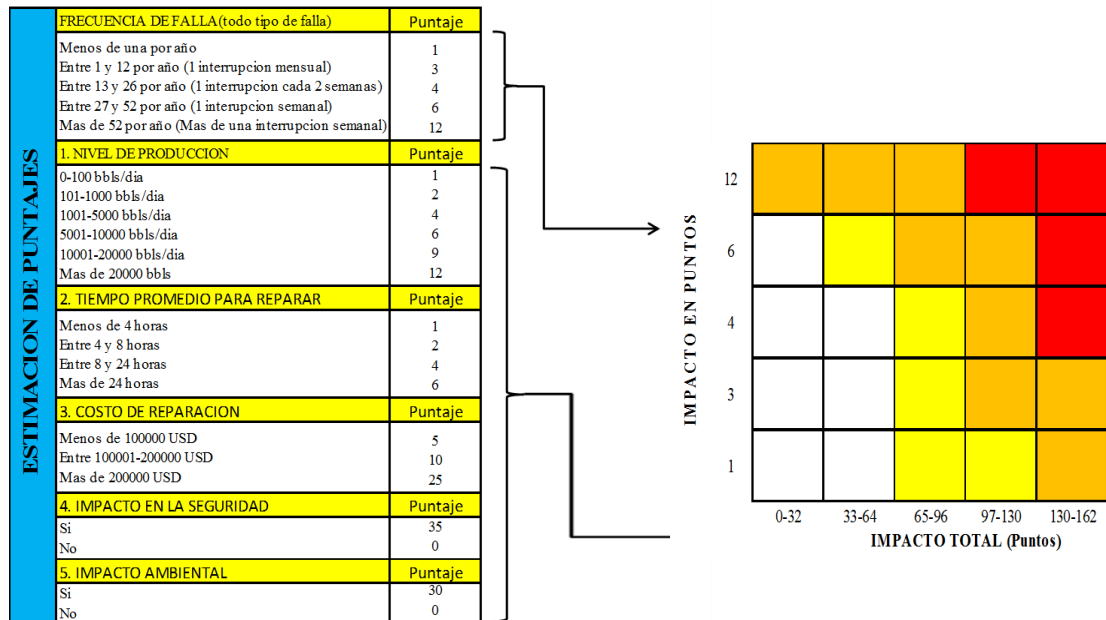 ESTIMACION DE PUNTAJES
FRECUENCIA DE FALLA(todo tipo de falla) Puntaje
Menos de una por año 1
Entre 1 y 12 por año (1 interrupcion mensual) 3
Entre 13 y 26 por año (1 interrupcion cada 2 semanas) 4
Entre 27 y 52 por año (1 interupcion semanal) 6
Mas de 52 por año (Mas de una interrupcion semanal) 12
1. NIVEL DE PRODUCCION Puntaje
0-100 bbls/dia 1
101-1000 bbls/dia 2
1001-5000 bbls/dia 4
5001-10000 bbls/dia 6
10001-20000 bbls/dia 9
Mas de 20000 bbls 12
2. TIEMPO PROMEDIO PARA REPARAR Puntaje
Menos de 4 horas 1
Entre 4 y 8 horas 2
Entre 8 y 24 horas 4
Mas de 24 horas 6
3. COSTO DE REPARACION Puntaje
Menos de 100000 USD 5
Entre 100001-200000 USD 10
Mas de 200000 USD 25
4. IMPACTO EN LA SEGURIDAD Puntaje
Si 35
No 0
5. IMPACTO AMBIENTAL Puntaje
Si 30
No 0
IMPACTO EN PUNTOS
12
6
4
3
1
0-32 33-64 65-96 97-130 130-162
IMPACTO TOTAL (Puntos)